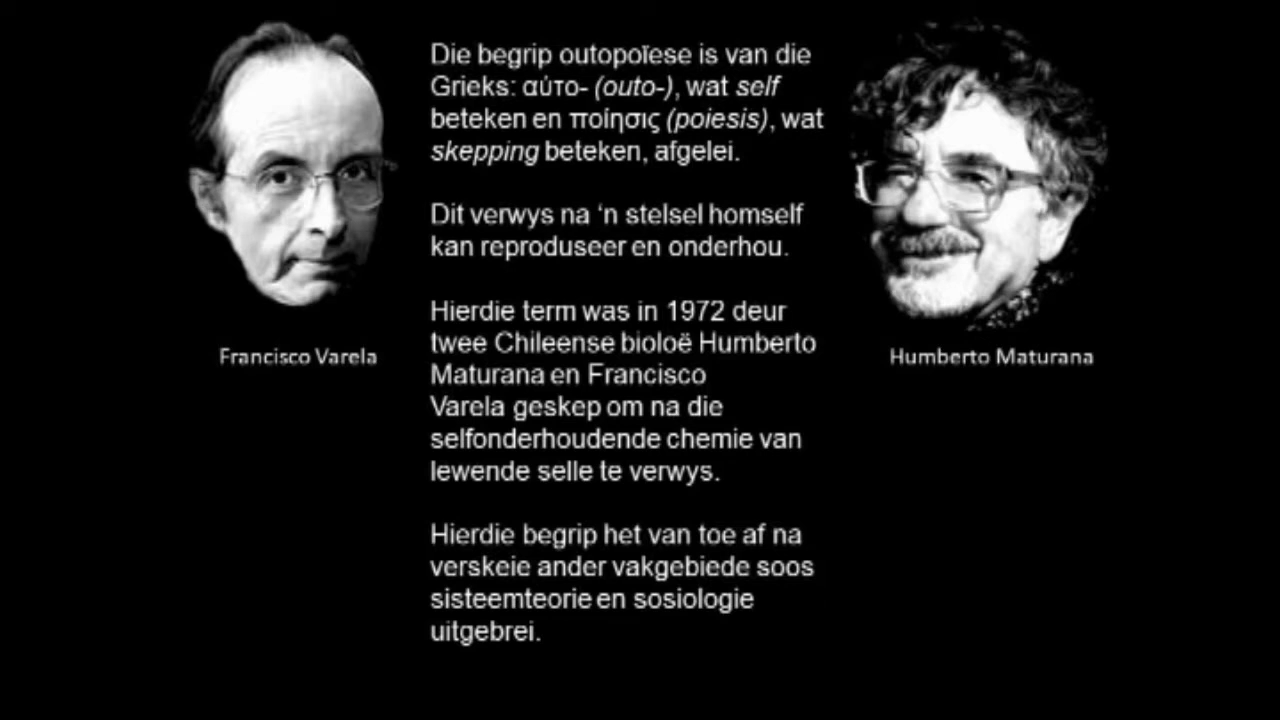 Die begrip outopoïese is van die
Grieks: αὐτο- (outo-), wat self
beteken en ποίησις (poiesis), wat
skepping beteken, afgelei.
Dit verwys na ‘n stelsel homself
kan reproduseer en onderhou.
Hierdie term was in 1972 deur
twee Chileense bioloë Humberto
Maturana en Francisco
Varela geskep om na die
selfonderhoudende chemie van
lewende selle te verwys.
Hierdie begrip het van toe af na
verskeie ander vakgebiede soos
sisteemteorie en sosiologie
uitgebrei.
Francisco Varela
Humberto Maturana